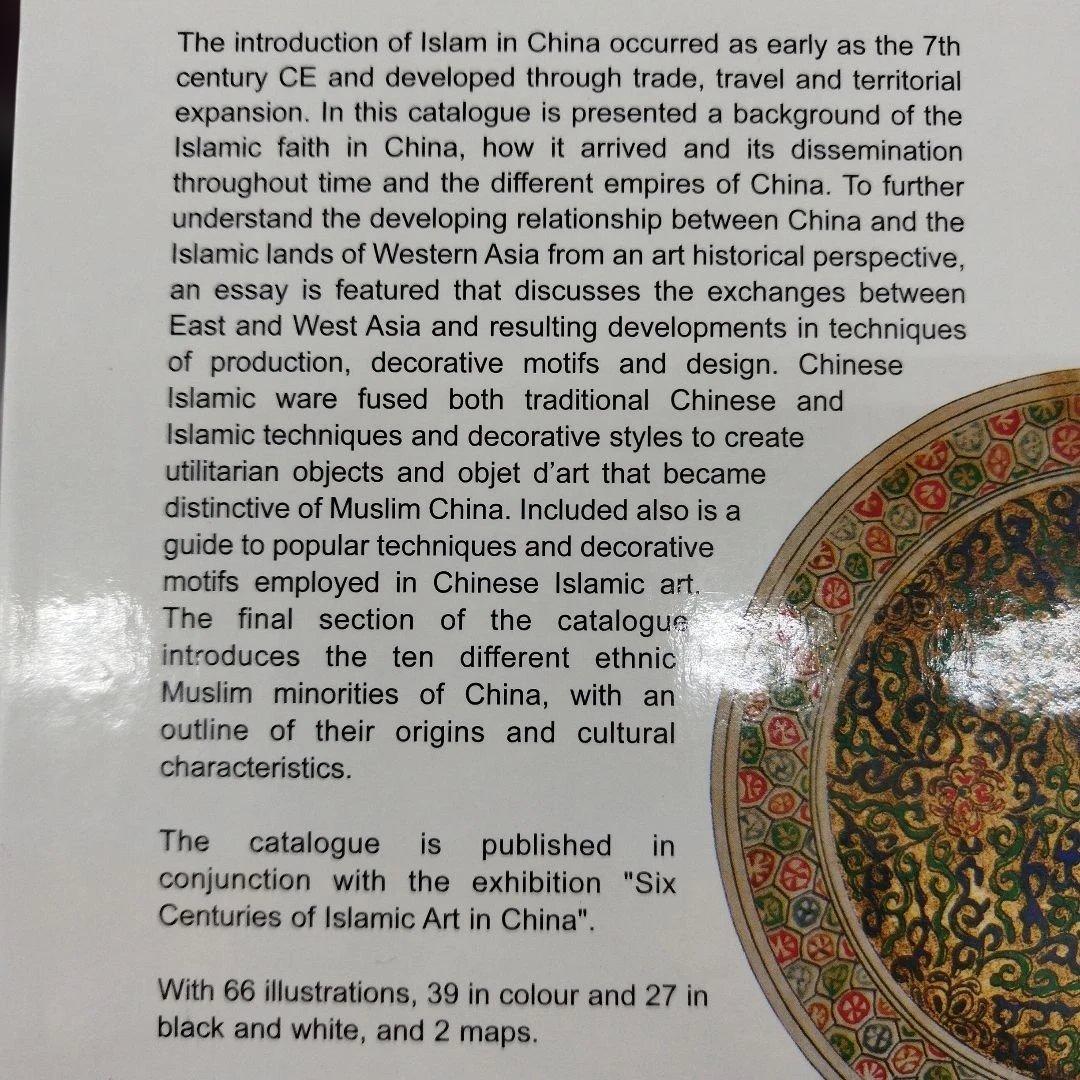 The introduction of Islam in China occurred as early as the 7th
century CE and developed through trade, travel and territorial
expansion. In this catalogue is presented a background of the
Islamic faith in China, how it arrived and its dissemination
throughout time and the different empires of China. To further
understand the developing relationship between China and the
Islamic lands of Western Asia from an art historical perspective,
an essay is featured that discusses the exchanges between
East and West Asia and resulting developments in techniques
of production, decorative motifs and design. Chinese
Islamic ware fused both traditional Chinese and
Islamic techniques and decorative styles to create
utilitarian objects and objet d'art that became
distinctive of Muslim China. Included also is a
guide to popular techniques and decorative
motifs employed in Chinese Islamic art.
The final section of the catalogue
introduces the ten different ethnic
Muslim minorities of China, with an
outline of their origins and cultural
characteristics.
The catalogue is published in
conjunction with the exhibition "Six
Centuries of Islamic Art in China".
With 66 illustrations, 39 in colour and 27 in
black and white, and 2 maps.